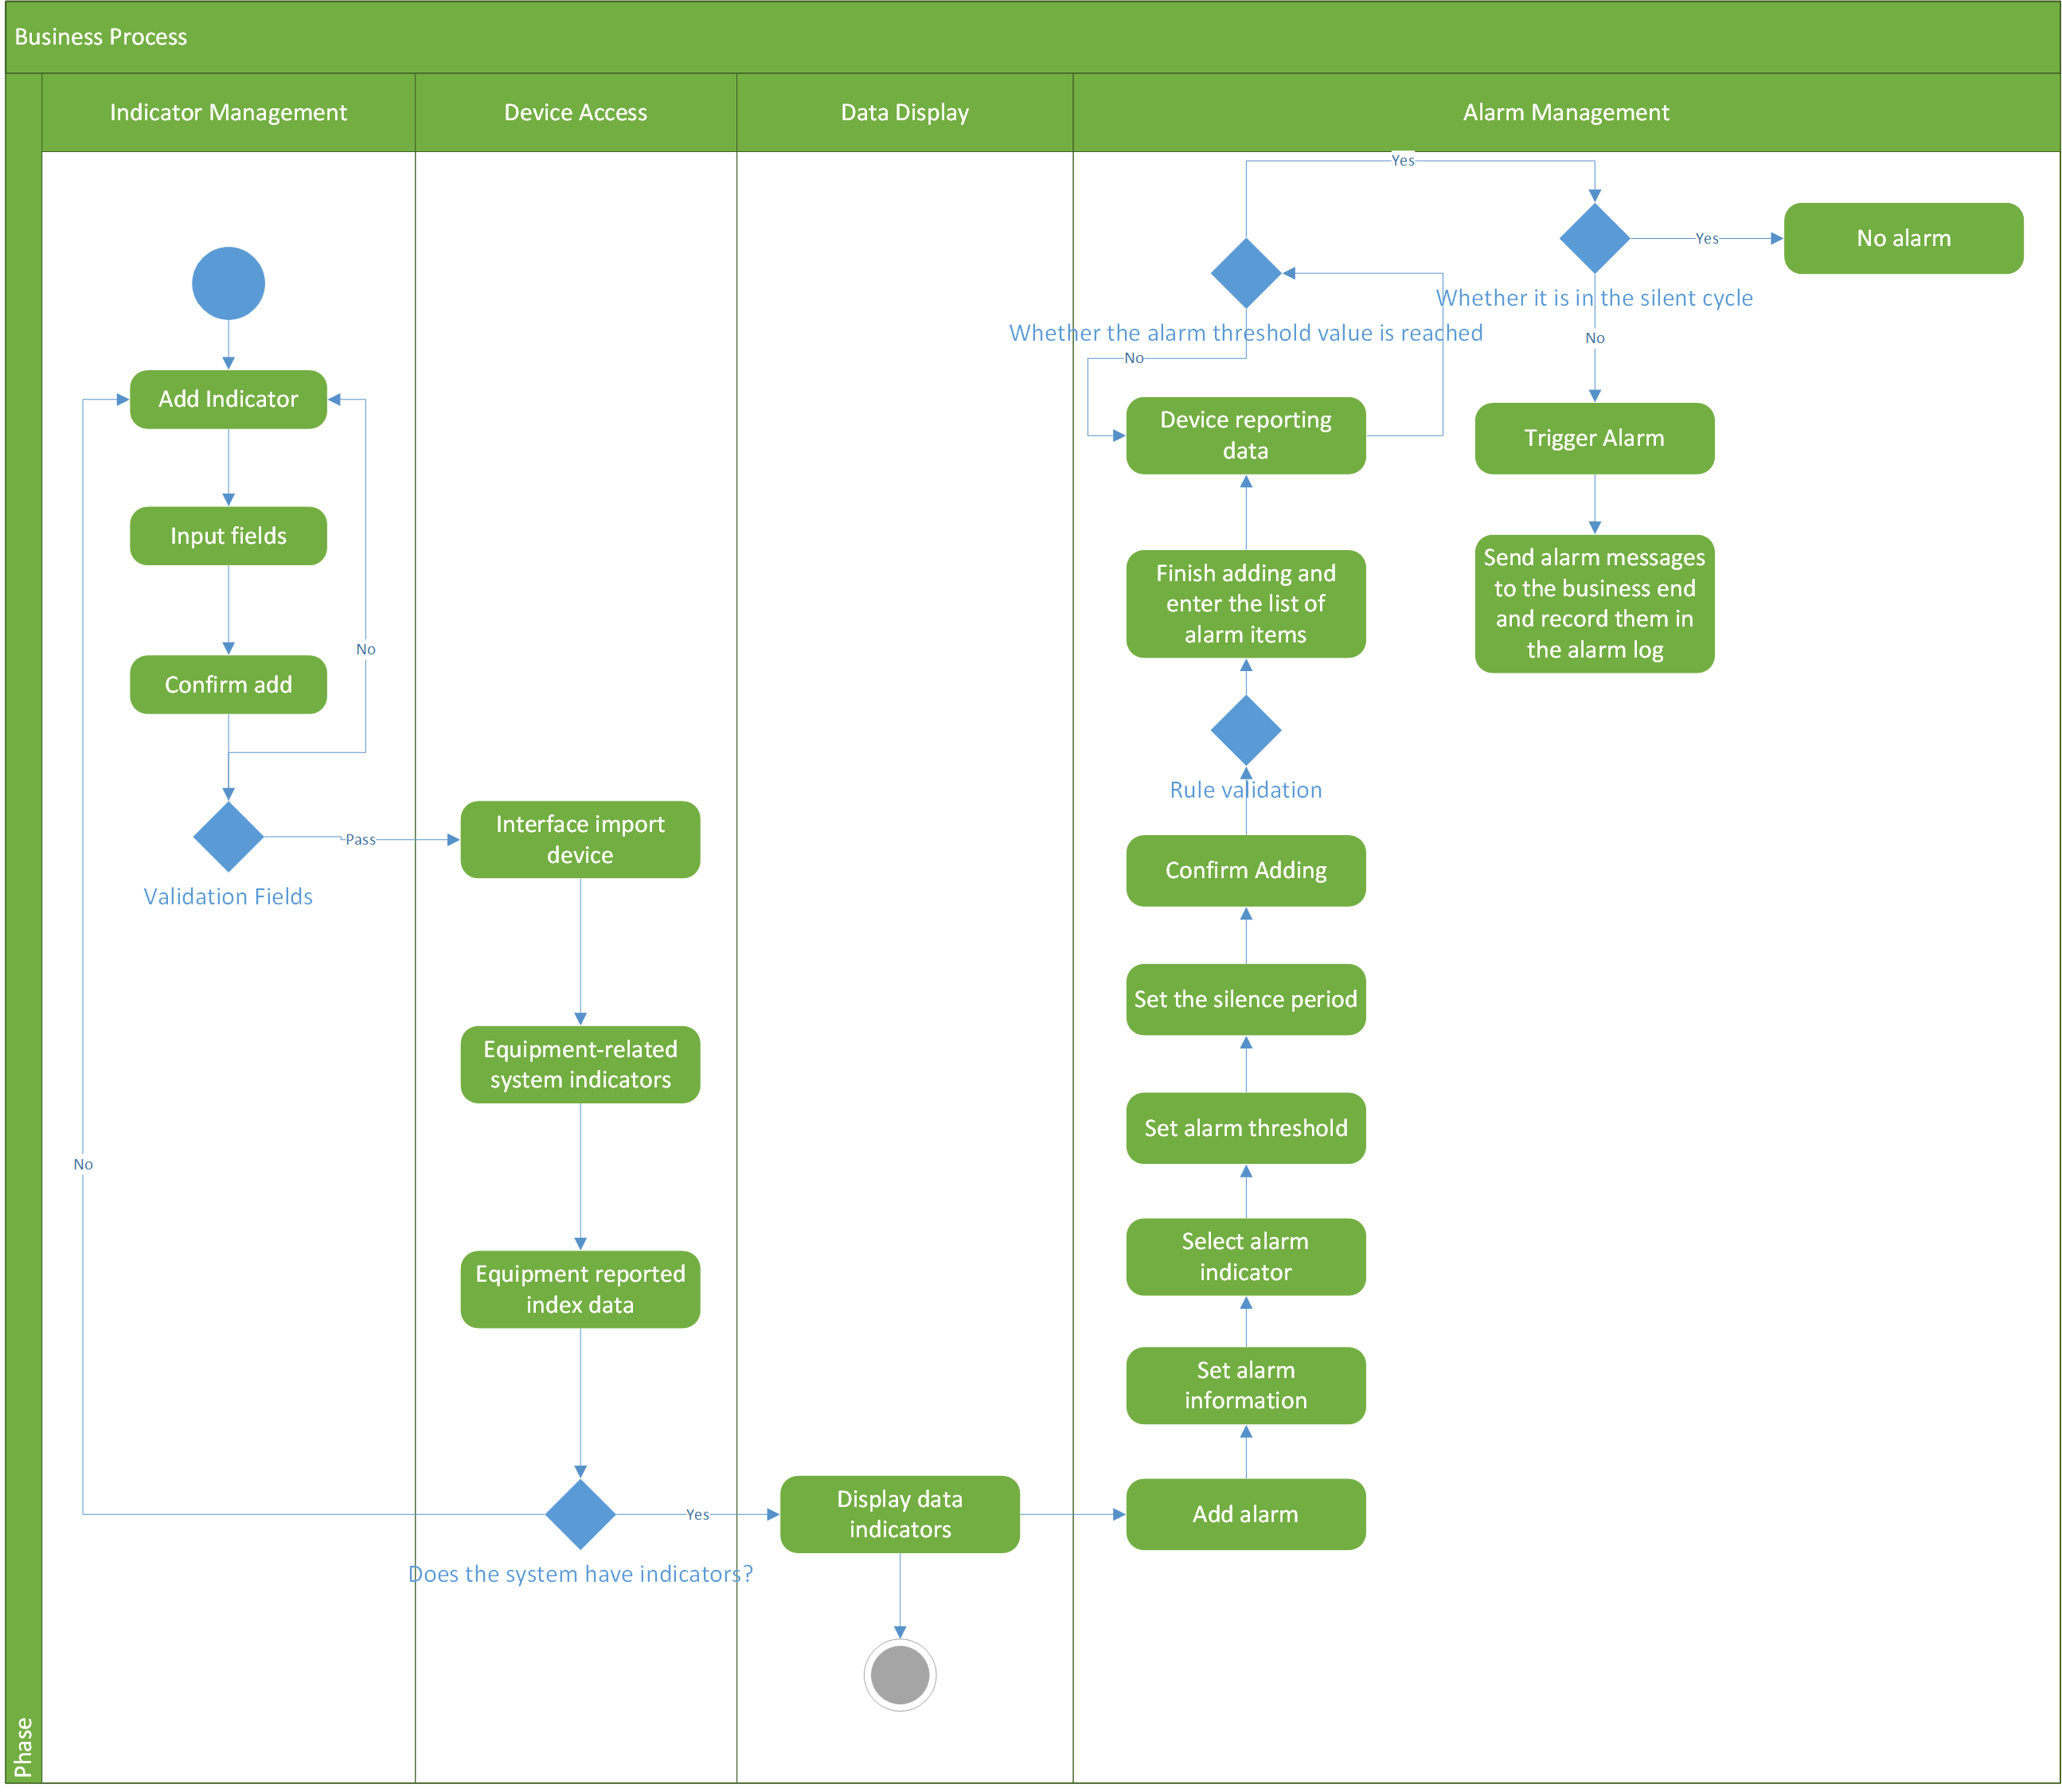 Business Process
Phase
Indicator Management
Device Access
Data Display
Alarm Management
Add Indicator
Input fields
Confirm add
No
Validation Fields
Pass
No
Interface import
device
Equipment-related
system indicators
Equipment reported
index data
Does the system have indicators?
Yes
Display data
indicators
Add alarm
Set alarm
information
Select alarm
indicator
Set alarm threshold
Set the silence period
Confirm Adding
Rule validation
Finish adding and
enter the list of
alarm items
Device reporting
data
No
Whether the alarm threshold value is reached
Yes
Whether it is in the silent cycle
Yes
No alarm
No
Trigger Alarm
Send alarm messages
to the business end
and record them in
the alarm log